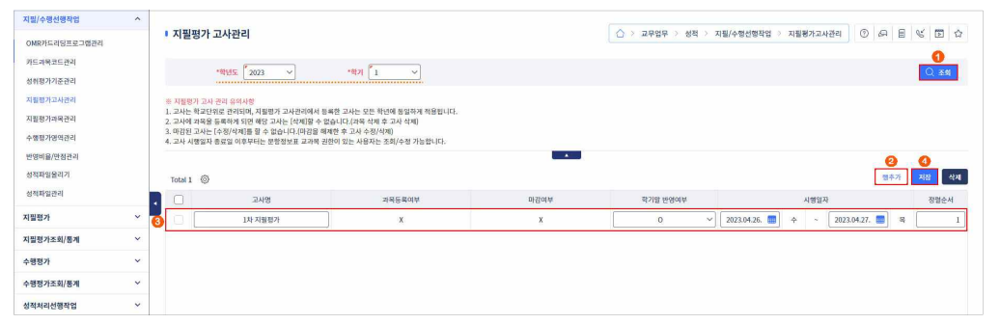 지필/수행선행작업
OMR카드리딩프로그램관리
카드과목코드관리
성취평가기준관리
지필평가고사관리
지필평가과목관리
수행평가영역관리
반영비율/만점관리
성적파일올리기
성적파일관리
지필평가
지필평가조회/통계
수행평가
수행평가조회/통계
성적처리선행작업
지필평가 고사관리
> 교무업무 > 성적 > 지필/수행선행작업 > 지필평가고사관리
1
*학년도 2023 *학기 1 조회
※ 지필평가 고사 관리 유의사항
1. 고사는 학교단위로 관리되며, 지필평가 고사관리에서 등록한 고사는 모든 학년에 동일하게 적용됩니다.
2. 고사에 과목을 등록하게 되면 해당 고사는 [삭제]할 수 없습니다.(과목 삭제 후 고사 삭제)
3. 마감된 고사는 [수정/삭제]를 할 수 없습니다.(마감을 해제한 후 고사 수정/삭제)
4. 고사 시행일자 종료일 이후부터는 문항정보표 교과목 권한이 있는 사용자는 조회/수정 가능합니다.
2 4
Total 1 행추가 저장 삭제
고사명 과목등록여부 마감여부 학기말 반영여부 시행일자 정렬순서
3 1차 지필평가 X X O 2023.04.26. 수 ~ 2023.04.27. 목 1